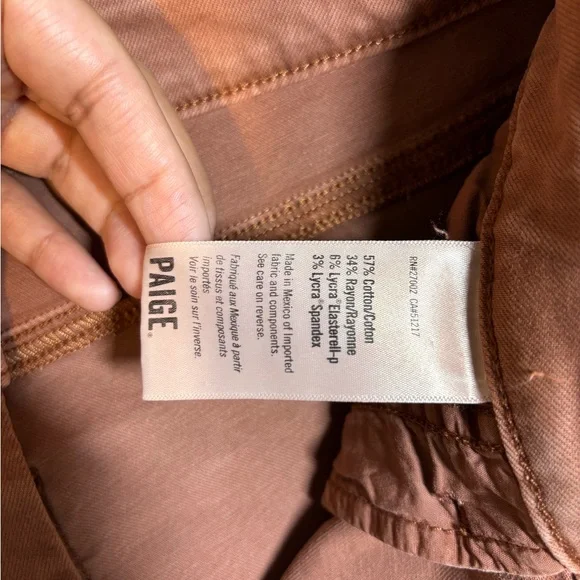 RN#27002 CA#51217
57% Cotton/Coton
34% Rayon/Rayonne
6% Lycra® Elasterell-p
3% Lycra® Spandex
Made in Mexico of Imported
fabric and components.
See care on reverse.
Fabriqué aux Mexique à partir
de tissus et composants
importés
Voir le soin sur l'inverse.
PAIGE®